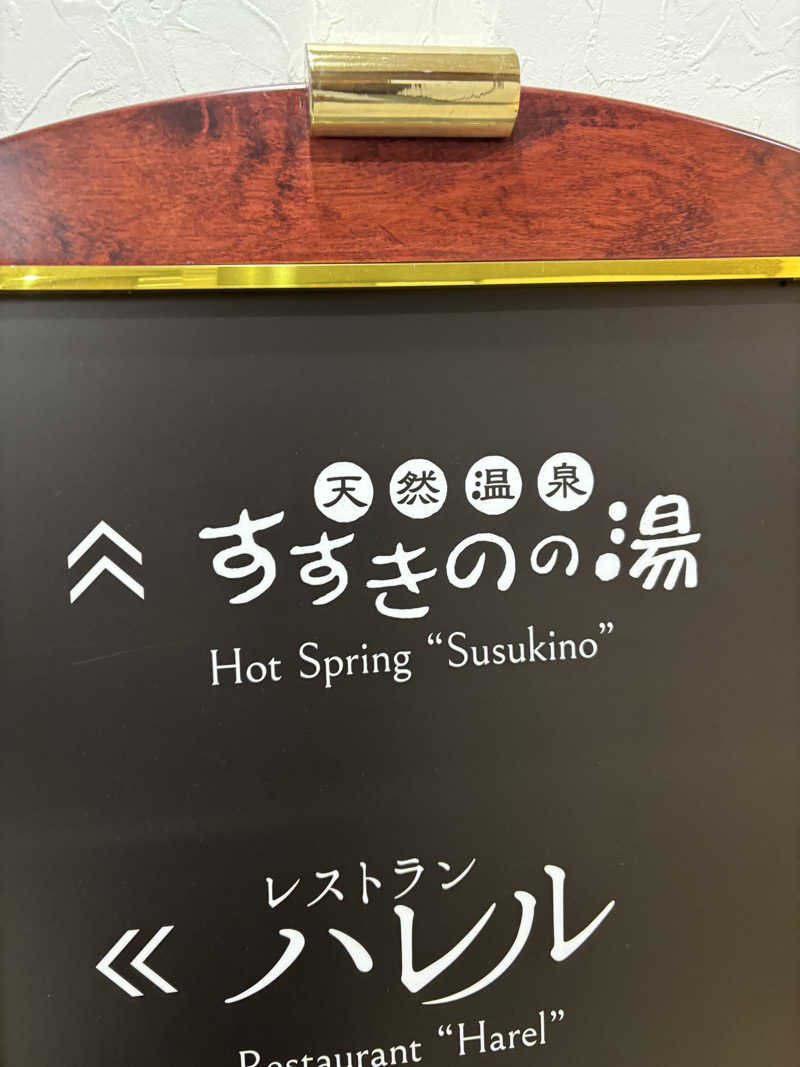 天然温泉
すすきのの湯
Hot Spring “Susukino”
レストラン
ハレル
Restaurant “Harel”